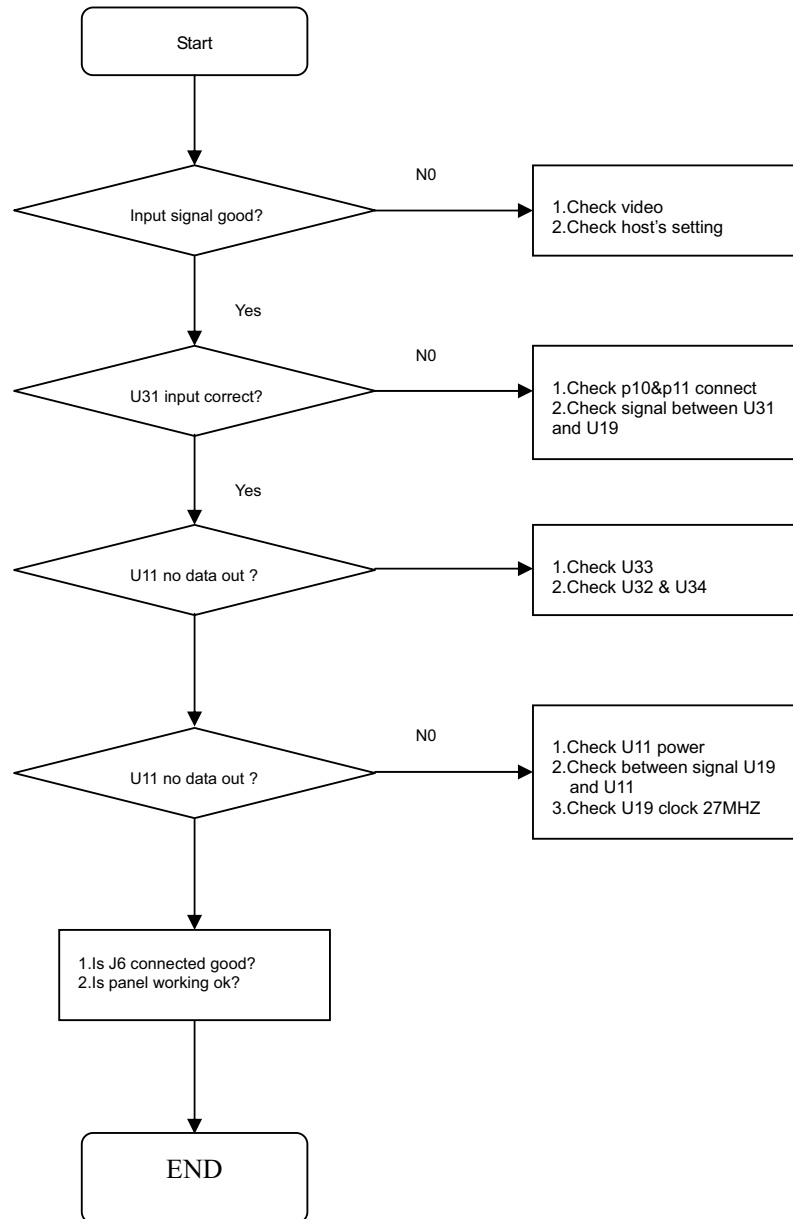 Start
N0
Input signal good?
1.Check video
2.Check host's setting
Yes
N0
U31 input correct?
1.Check p10&p11 connect
2.Check signal between U31
and U19
Yes
U11 no data out ?
1.Check U33
2.Check U32 & U34
N0
U11 no data out ?
1.Check U11 power
2.Check between signal U19
and U11
3.Check U19 clock 27MHZ
1.Is J6 connected good?
2.Is panel working ok?
END